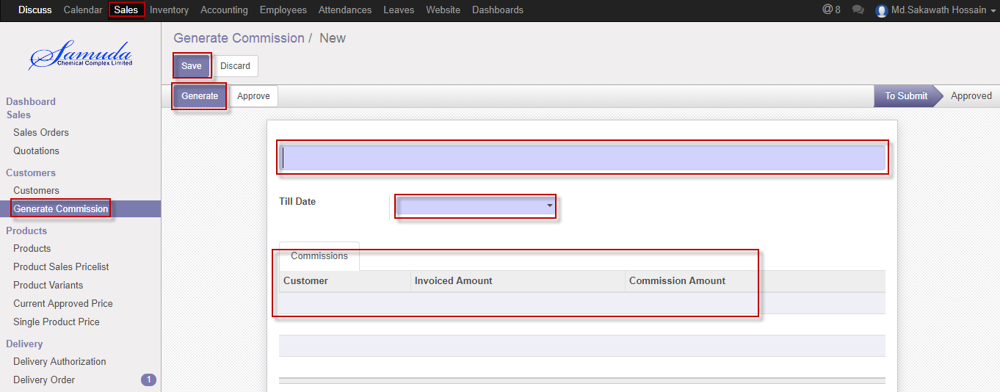 Discuss Calendar Sales Inventory Accounting Employees Attendances Leaves Website Dashboards @ 8 Md.Sakawath Hossain
Samuda
Chemical Complex Limited
Generate Commission / New
Save Discard
Generate Approve To Submit Approved
Dashboard
Sales
Sales Orders
Quotations
Customers
Customers
Generate Commission
Products
Products
Product Sales Pricelist
Product Variants
Current Approved Price
Single Product Price
Delivery
Delivery Authorization
Delivery Order 1
Till Date
Commissions
Customer Invoiced Amount Commission Amount